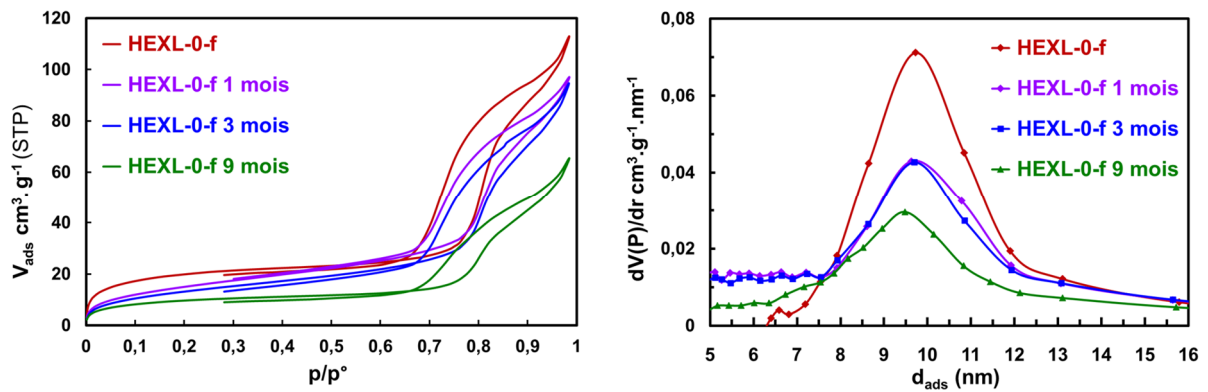 120
100
80
60
40
20
0
V_ads cm³. g⁻¹ (STP)
HEXL-0-f
HEXL-0-f 1 mois
HEXL-0-f 3 mois
HEXL-0-f 9 mois
0 0,1 0,2 0,3 0,4 0,5 0,6 0,7 0,8 0,9 1
p/p°
0,08
0,06
0,04
0,02
0
dV(P)/dr cm³.g⁻¹.nm⁻¹
HEXL-0-f
HEXL-0-f 1 mois
HEXL-0-f 3 mois
HEXL-0-f 9 mois
5 6 7 8 9 10 11 12 13 14 15 16
d_ads (nm)